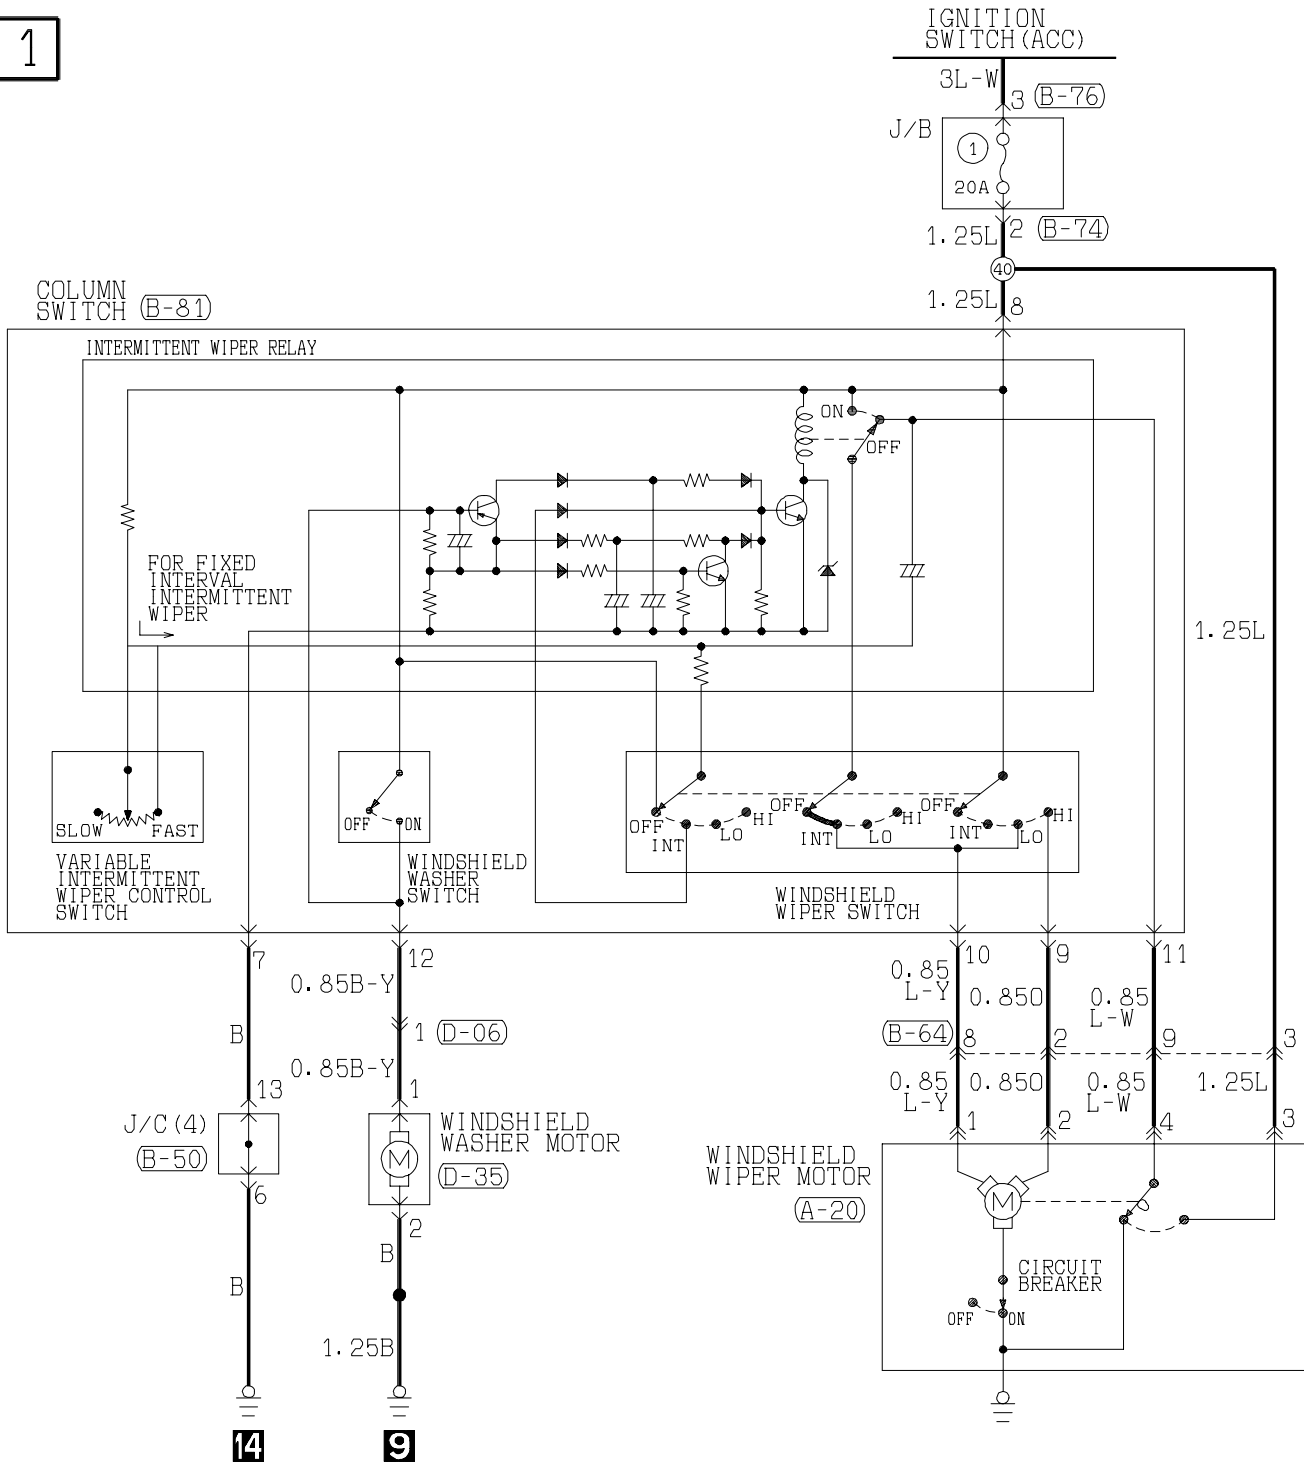 1
IGNITION
SWITCH(ACC)
3L-W
3
B-76
J/B
1
20A
1.25L
2
B-74
40
1.25L
8
COLUMN
SWITCH
B-81
INTERMITTENT WIPER RELAY
ON
OFF
FOR FIXED
INTERVAL
INTERMITTENT
WIPER
1.25L
SLOW
FAST
VARIABLE
INTERMITTENT
WIPER CONTROL
SWITCH
OFF
ON
WINDSHIELD
WASHER
SWITCH
OFF
INT
LO
HI
OFF
INT
LO
HI
OFF
INT
LO
HI
WINDSHIELD
WIPER SWITCH
7
12
10
9
11
0.85B-Y
0.85
L-Y
0.85O
0.85
L-W
B
1
D-06
B-64
8
2
9
3
0.85B-Y
0.85
L-Y
0.85O
0.85
L-W
1.25L
13
1
1
2
4
3
J/C(4)
B-50
WINDSHIELD
WASHER MOTOR
D-35
M
WINDSHIELD
WIPER MOTOR
A-20
M
6
2
B
B
CIRCUIT
BREAKER
OFF
ON
1.25B
14
9